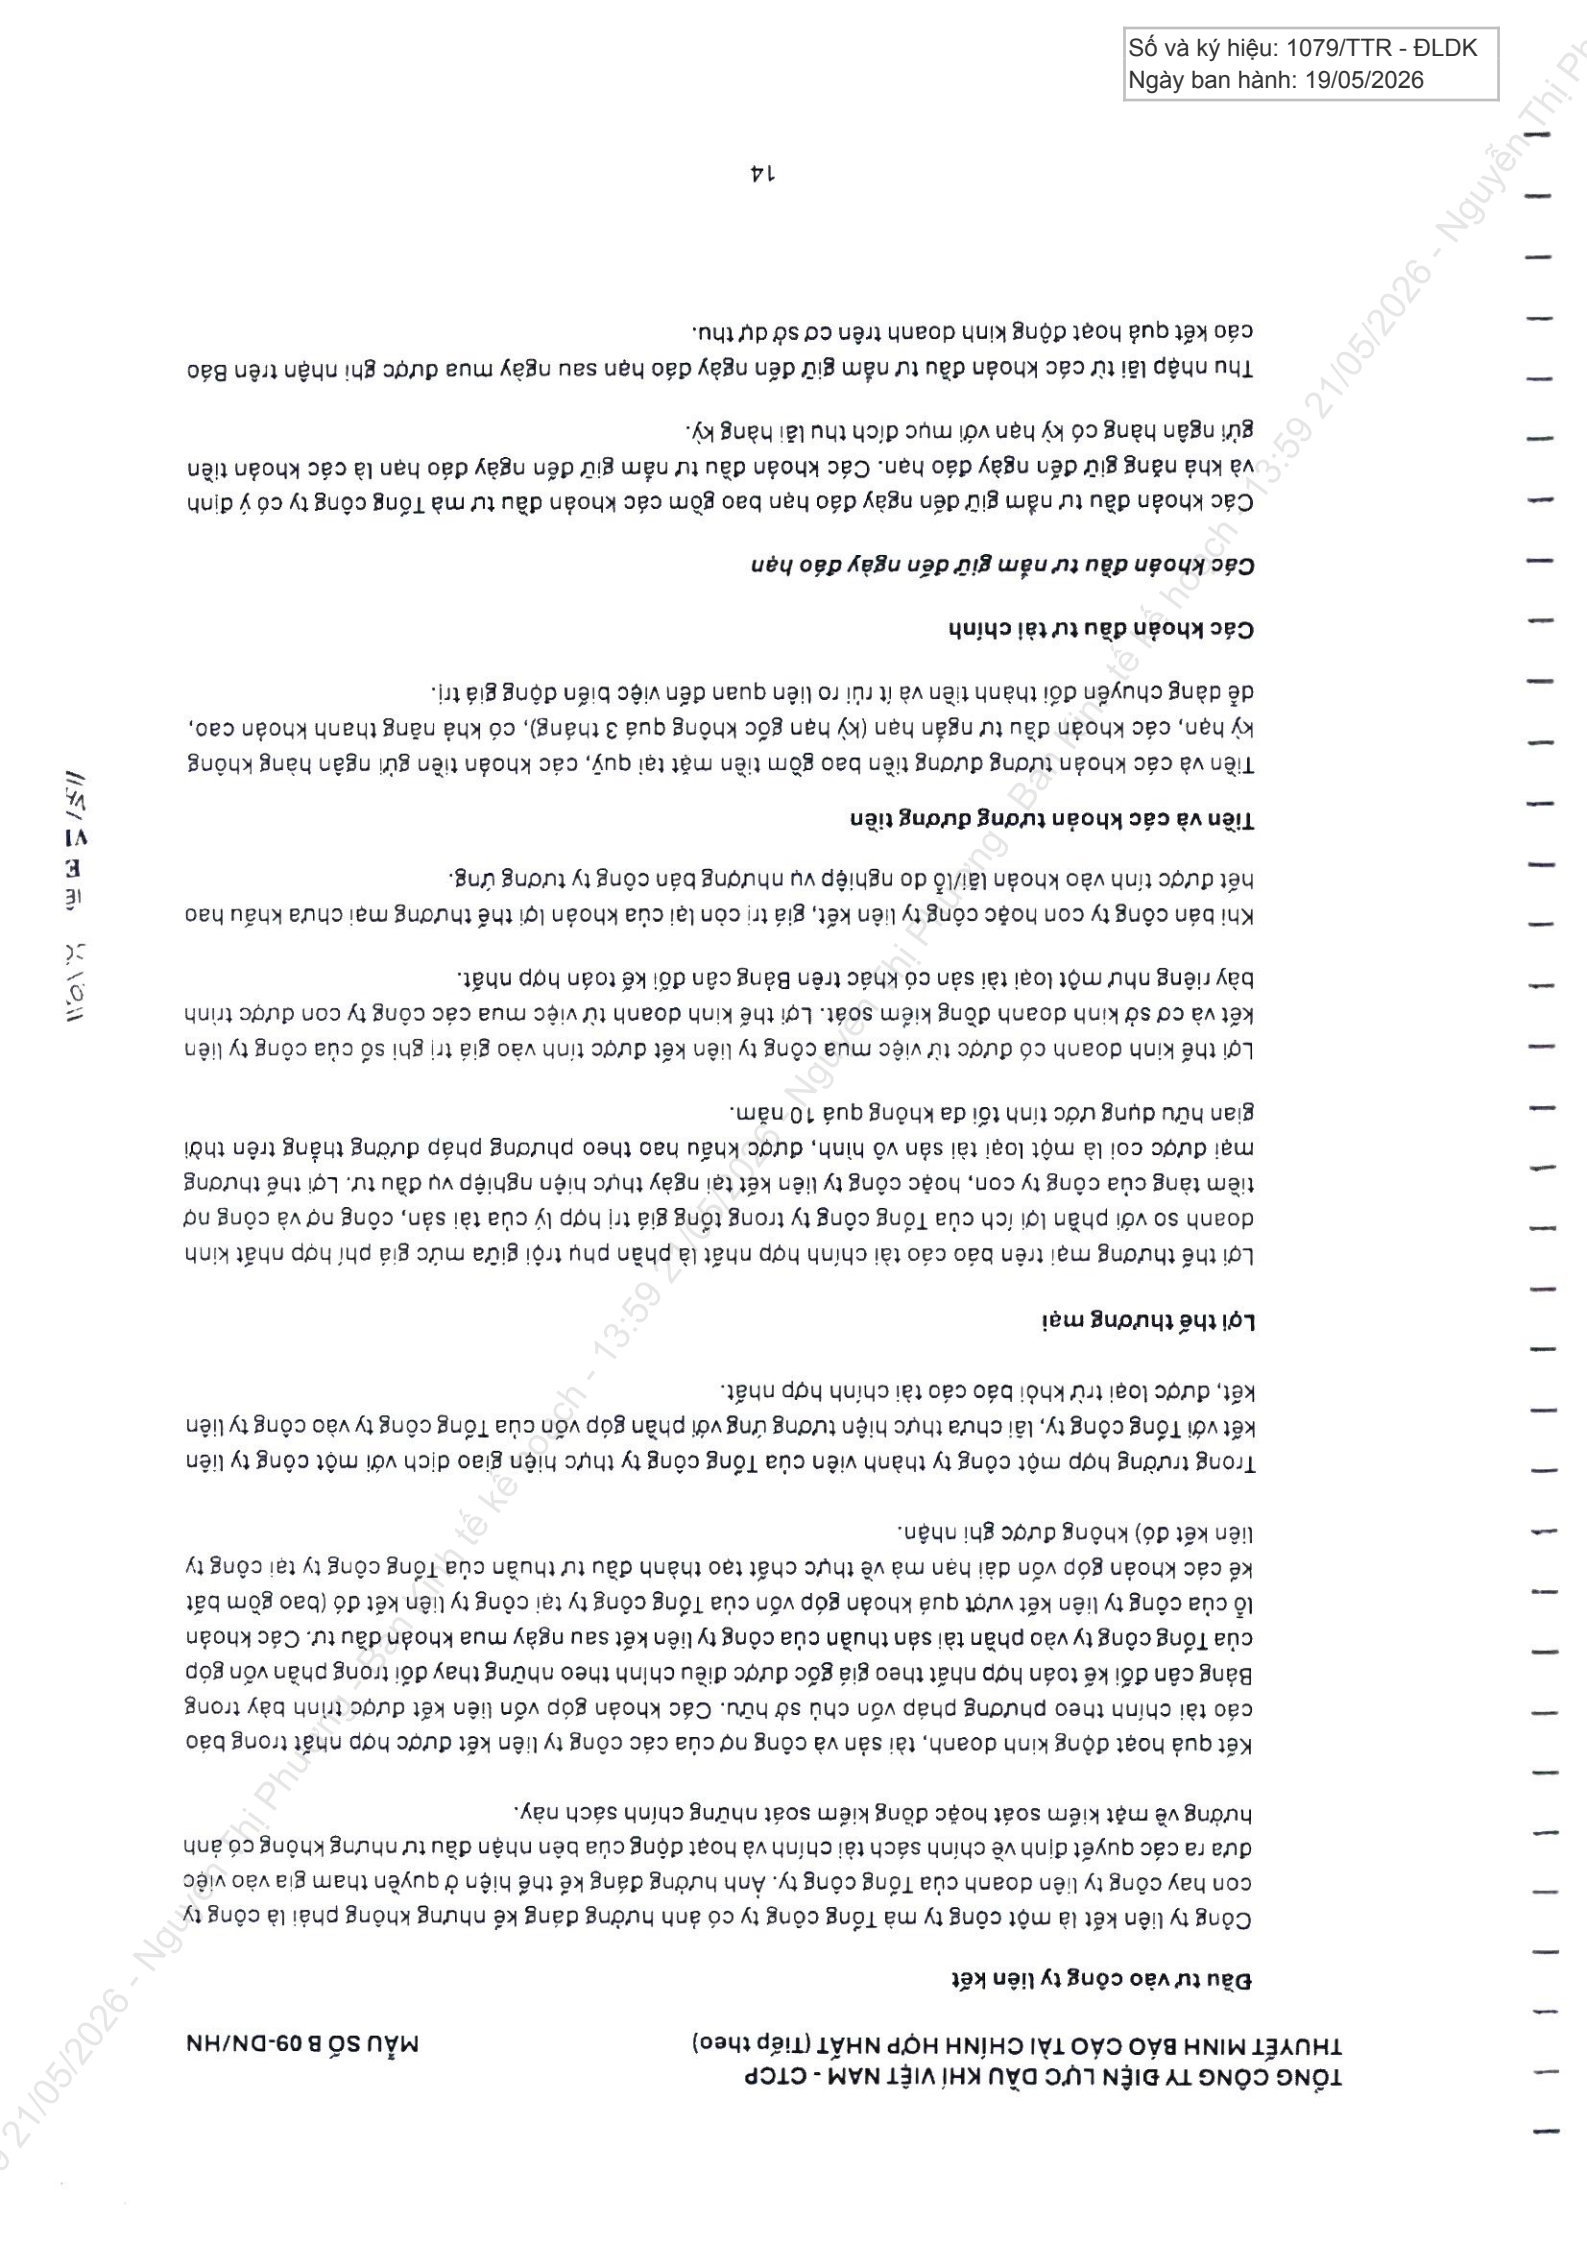 Số và ký hiệu: 1079/TTR - ĐLDK
Ngày ban hành: 19/05/2026
TỔNG CÔNG TY ĐIỆN LỰC DẦU KHÍ VIỆT NAM - CTCP
THUYẾT MINH BÁO CÁO TÀI CHÍNH HỢP NHẤT (Tiếp theo) MẪU SỐ B 09-DN/HN
Đầu tư vào công ty liên kết
Công ty liên kết là một công ty mà Tổng công ty có ảnh hưởng đáng kể nhưng không phải là công ty
con hay công ty liên doanh của Tổng công ty. Ảnh hưởng đáng kể thể hiện ở quyền tham gia vào việc
đưa ra các quyết định về chính sách tài chính và hoạt động của bên nhận đầu tư nhưng không có ảnh
hưởng về mặt kiểm soát hoặc đồng kiểm soát những chính sách này.
Kết quả hoạt động kinh doanh, tài sản và công nợ của các công ty liên kết được hợp nhất trong báo
cáo tài chính theo phương pháp vốn chủ sở hữu. Các khoản góp vốn liên kết được trình bày trong
Bảng cân đối kế toán hợp nhất theo giá gốc được điều chỉnh theo những thay đổi trong phần vốn góp
của Tổng công ty vào phần tài sản thuần của công ty liên kết sau ngày mua khoản đầu tư. Các khoản
lỗ của công ty liên kết vượt quá khoản góp vốn của Tổng công ty tại công ty liên kết đó (bao gồm bất
kể các khoản góp vốn dài hạn mà về thực chất tạo thành đầu tư thuần của Tổng công ty tại công ty
liên kết đó) không được ghi nhận.
Trong trường hợp một công ty thành viên của Tổng công ty thực hiện giao dịch với một công ty liên
kết với Tổng công ty, lãi chưa thực hiện tương ứng với phần góp vốn của Tổng công ty vào công ty liên
kết, được loại trừ khỏi báo cáo tài chính hợp nhất.
Lợi thế thương mại
Lợi thế thương mại trên báo cáo tài chính hợp nhất là phần phụ trội giữa mức giá phí hợp nhất kinh
doanh so với phần lợi ích của Tổng công ty trong tổng giá trị hợp lý của tài sản, công nợ và công nợ
tiềm tàng của công ty con, hoặc công ty liên kết tại ngày thực hiện nghiệp vụ đầu tư. Lợi thế thương
mại được coi là một loại tài sản vô hình, được khấu hao theo phương pháp đường thẳng trên thời
gian hữu dụng ước tính tối đa không quá 10 năm.
Lợi thế kinh doanh có được từ việc mua công ty liên kết được tính vào giá trị ghi sổ của công ty liên
kết và cơ sở kinh doanh đồng kiểm soát. Lợi thế kinh doanh từ việc mua các công ty con được trình
bày riêng như một loại tài sản có khác trên Bảng cân đối kế toán hợp nhất.
Khi bán công ty con hoặc công ty liên kết, giá trị còn lại của khoản lợi thế thương mại chưa khấu hao
hết được tính vào khoản lãi/lỗ do nghiệp vụ nhượng bán công ty tương ứng.
Tiền và các khoản tương đương tiền
Tiền và các khoản tương đương tiền bao gồm tiền mặt tại quỹ, các khoản tiền gửi ngân hàng không
kỳ hạn, các khoản đầu tư ngắn hạn (kỳ hạn gốc không quá 3 tháng), có khả năng thanh khoản cao,
dễ dàng chuyển đổi thành tiền và ít rủi ro liên quan đến việc biến động giá trị.
Các khoản đầu tư tài chính
Các khoản đầu tư nắm giữ đến ngày đáo hạn
Các khoản đầu tư nắm giữ đến ngày đáo hạn bao gồm các khoản đầu tư mà Tổng công ty có ý định
và khả năng giữ đến ngày đáo hạn. Các khoản đầu tư nắm giữ đến ngày đáo hạn là các khoản tiền
gửi ngân hàng có kỳ hạn với mục đích thu lãi hàng kỳ.
Thu nhập lãi từ các khoản đầu tư nắm giữ đến ngày đáo hạn sau ngày mua được ghi nhận trên Báo
cáo kết quả hoạt động kinh doanh trên cơ sở dự thu.
14
Nguyễn Thị Phương - Ban Kinh tế kế hoạch - 13:59 21/05/2026 - Nguyễn Thị Phương - Ban Kinh tế kế hoạch - 13:59 21/05/2026 - Nguyễn Thị